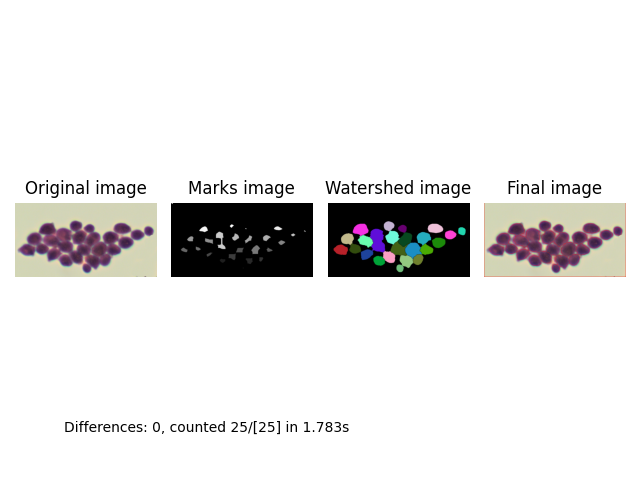 Original image
Marks image
Watershed image
Final image
Differences: 0, counted 25/[25] in 1.783s